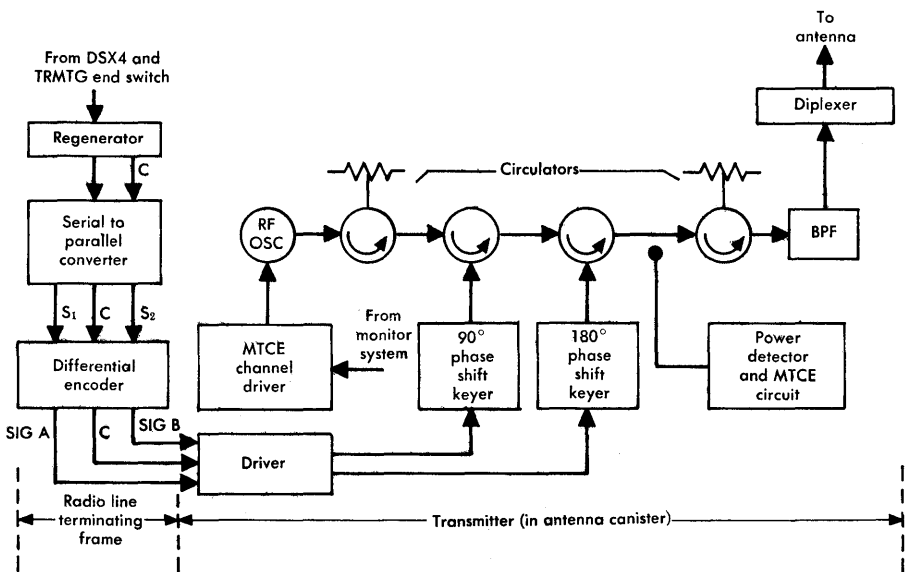 To
antenna
From DSX4 and
TRMTG end switch
Diplexer
Regenerator
C
Circulators
Serial to
parallel
converter
RF
OSC
BPF
S1
C
S2
From
monitor
system
MTCE
channel
driver
90°
phase
shift
keyer
180°
phase
shift
keyer
Power
detector
and MTCE
circuit
Differential
encoder
SIG A
C
SIG B
Driver
Radio line
terminating
frame
Transmitter (in antenna canister)